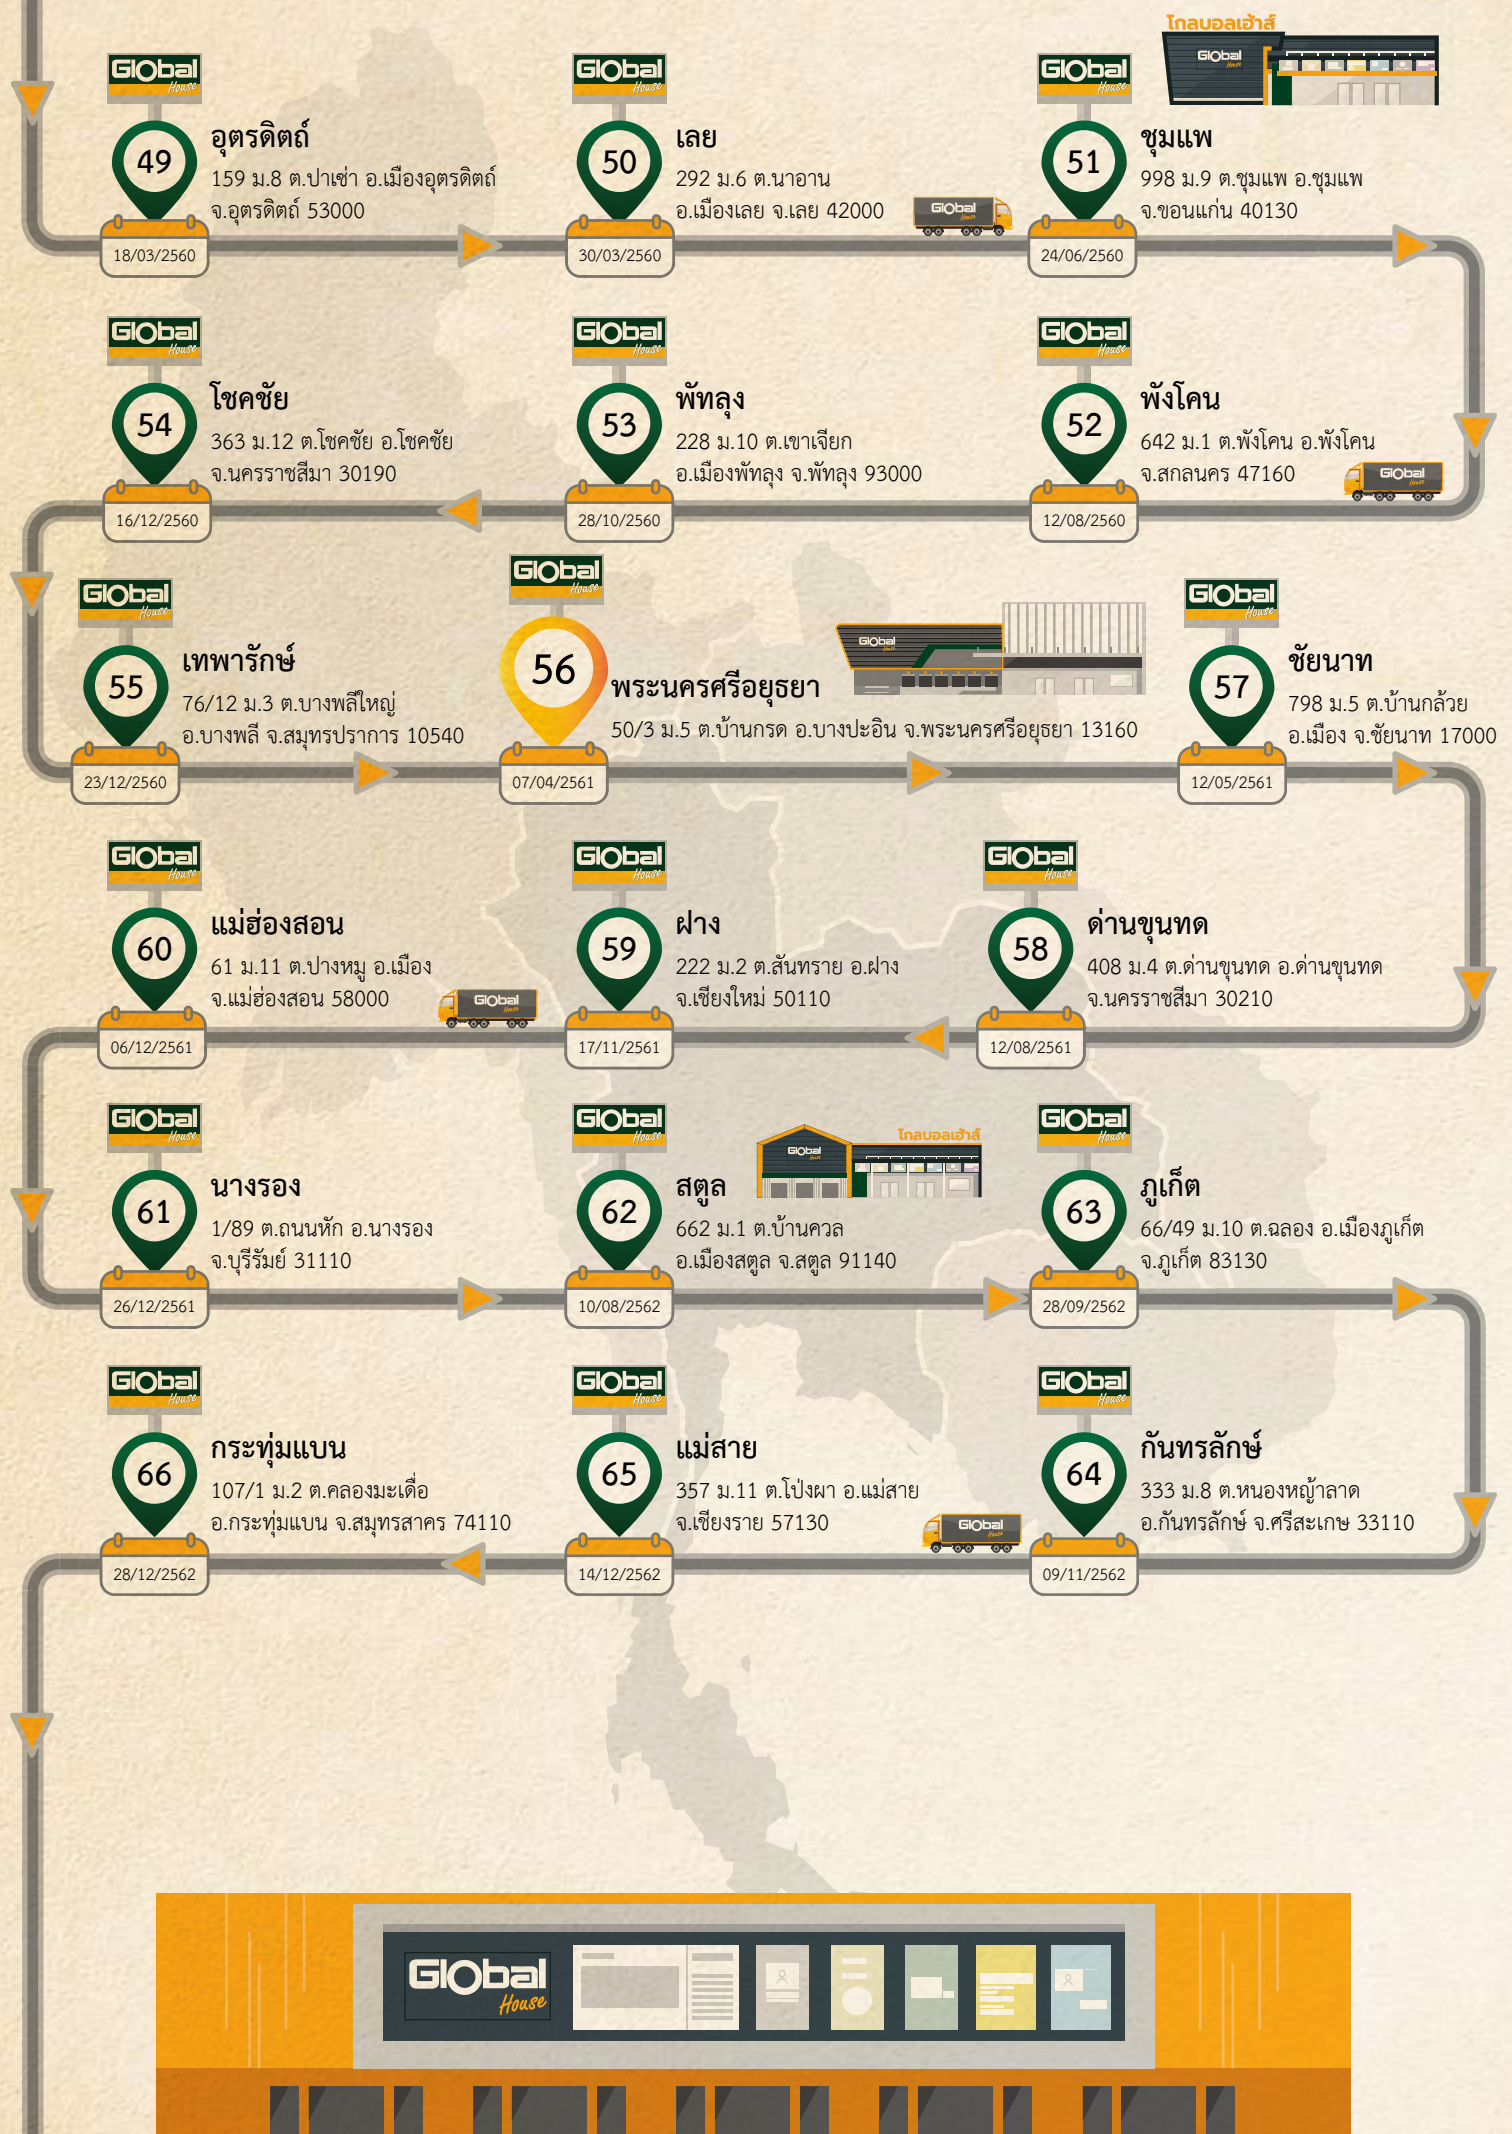 โกลบอลเฮ้าส์
Global House
Global House
49
อุตรดิตถ์
159 ม.8 ต.ป่าเซ่า อ.เมืองอุตรดิตถ์
จ.อุตรดิตถ์ 53000
18/03/2560
Global House
50
เลย
292 ม.6 ต.นาอาน
อ.เมืองเลย จ.เลย 42000
30/03/2560
Global House
Global House
51
ชุมแพ
998 ม.9 ต.ชุมแพ อ.ชุมแพ
จ.ขอนแก่น 40130
24/06/2560
Global House
54
โชคชัย
363 ม.12 ต.โชคชัย อ.โชคชัย
จ.นครราชสีมา 30190
16/12/2560
Global House
53
พัทลุง
228 ม.10 ต.เขาเจียก
อ.เมืองพัทลุง จ.พัทลุง 93000
28/10/2560
Global House
52
พังโคน
642 ม.1 ต.พังโคน อ.พังโคน
จ.สกลนคร 47160
12/08/2560
Global House
Global House
55
เทพารักษ์
76/12 ม.3 ต.บางพลีใหญ่
อ.บางพลี จ.สมุทรปราการ 10540
23/12/2560
Global House
56
พระนครศรีอยุธยา
50/3 ม.5 ต.บ้านกรด อ.บางปะอิน จ.พระนครศรีอยุธยา 13160
07/04/2561
Global House
Global House
57
ชัยนาท
798 ม.5 ต.บ้านกล้วย
อ.เมือง จ.ชัยนาท 17000
12/05/2561
Global House
60
แม่ฮ่องสอน
61 ม.11 ต.ปางหมู อ.เมือง
จ.แม่ฮ่องสอน 58000
06/12/2561
Global House
Global House
59
ฝาง
222 ม.2 ต.สันทราย อ.ฝาง
จ.เชียงใหม่ 50110
17/11/2561
Global House
58
ด่านขุนทด
408 ม.4 ต.ด่านขุนทด อ.ด่านขุนทด
จ.นครราชสีมา 30210
12/08/2561
Global House
61
นางรอง
1/89 ต.ถนนหัก อ.นางรอง
จ.บุรีรัมย์ 31110
26/12/2561
Global House
62
สตูล
662 ม.1 ต.บ้านควล
อ.เมืองสตูล จ.สตูล 91140
10/08/2562
โกลบอลเฮ้าส์
Global House
Global House
63
ภูเก็ต
66/49 ม.10 ต.ฉลอง อ.เมืองภูเก็ต
จ.ภูเก็ต 83130
28/09/2562
Global House
66
กระทุ่มแบน
107/1 ม.2 ต.คลองมะเดื่อ
อ.กระทุ่มแบน จ.สมุทรสาคร 74110
28/12/2562
Global House
65
แม่สาย
357 ม.11 ต.โป่งผา อ.แม่สาย
จ.เชียงราย 57130
14/12/2562
Global House
Global House
64
กันทรลักษ์
333 ม.8 ต.หนองหญ้าลาด
อ.กันทรลักษ์ จ.ศรีสะเกษ 33110
09/11/2562
Global House